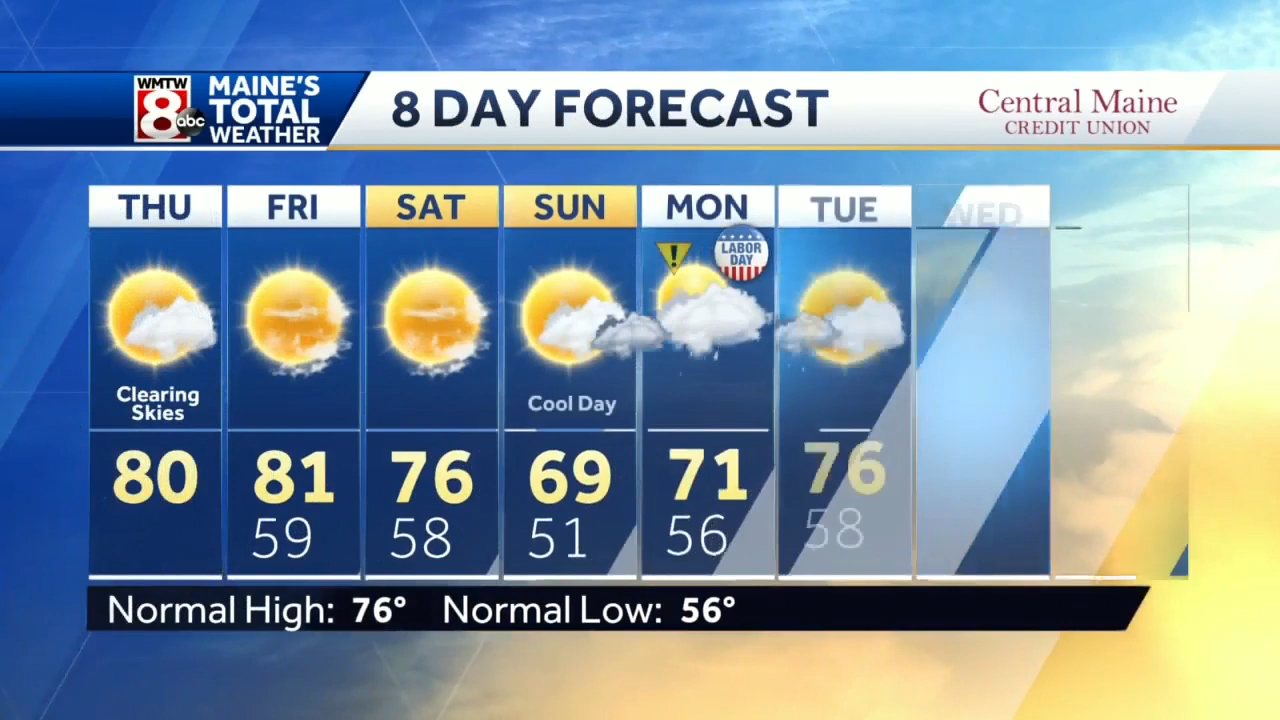 WMTW
8
abc
MAINE'S
TOTAL
WEATHER
8 DAY FORECAST
Central Maine
CREDIT UNION
THU FRI SAT SUN MON TUE WED
!
LABOR
DAY
Clearing
Skies
Cool Day
80 81 76 69 71 76
59 58 51 56 58
Normal High: 76° Normal Low: 56°